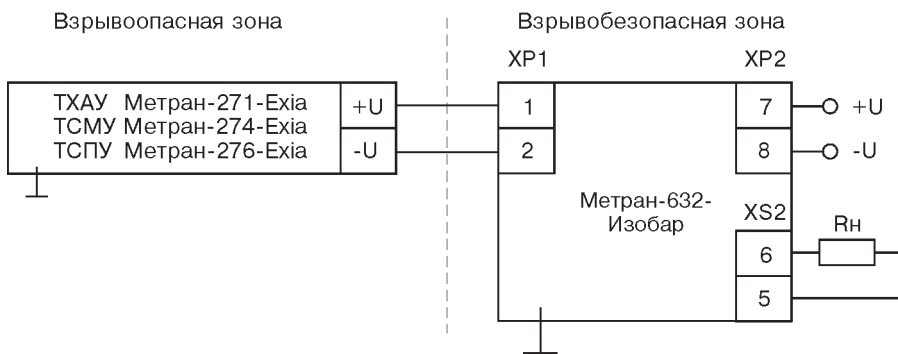 Взрывоопасная зона
Взрывобезопасная зона
XP1
XP2
ТХАУ Метран-271-Exia
ТСМУ Метран-274-Exia
ТСПУ Метран-276-Exia
+U
-U
1
2
7
8
+U
-U
Метран-632-
Изобар
XS2
6
5
Rн